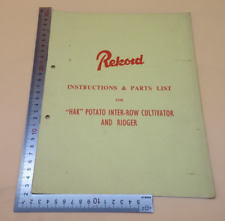 Rekord
INSTRUCTIONS & PARTS LIST
FOR
"HAK" POTATO INTER-ROW CULTIVATOR
AND RIDGER